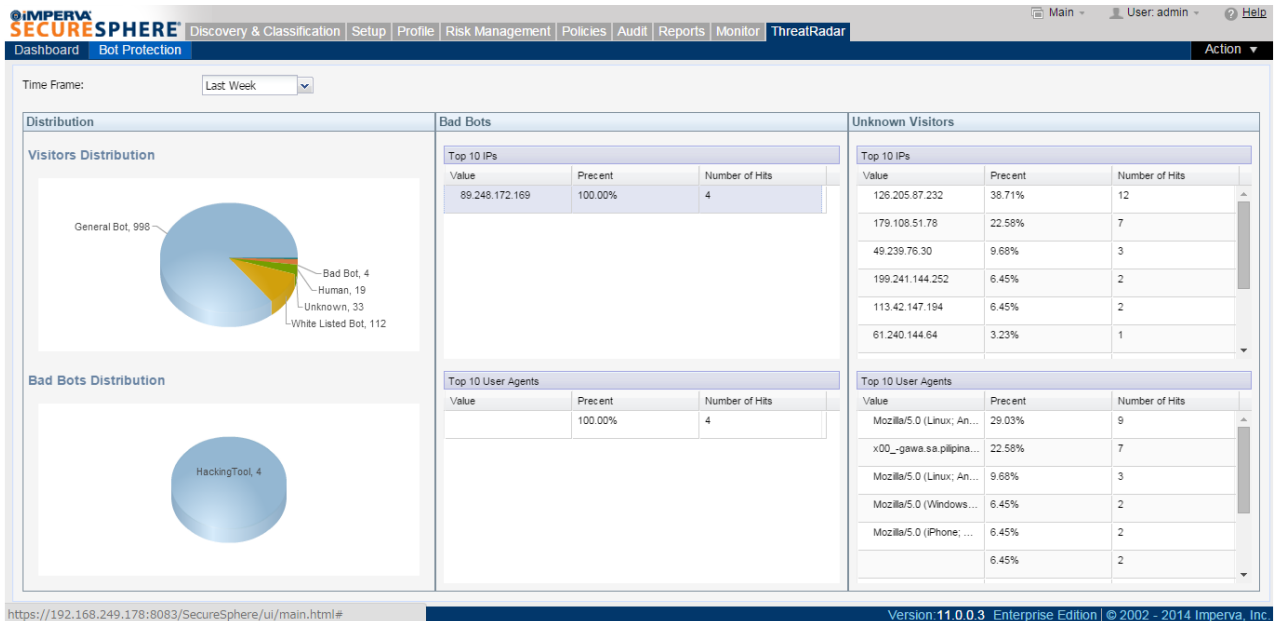 IMPERVA
SECURESPHERE
Main
User: admin
Help
Discovery & Classification Setup Profile Risk Management Policies Audit Reports Monitor ThreatRadar
Dashboard Bot Protection Action
Time Frame: Last Week
Distribution
Visitors Distribution
General Bot, 998
Bad Bot, 4
Human, 19
Unknown, 33
White Listed Bot, 112
Bad Bots Distribution
HackingTool, 4
Bad Bots
Top 10 IPs
Value Precent Number of Hits
89.248.172.169 100.00% 4
Top 10 User Agents
Value Precent Number of Hits
100.00% 4
Unknown Visitors
Top 10 IPs
Value Precent Number of Hits
126.205.87.232 38.71% 12
179.108.51.78 22.58% 7
49.239.76.30 9.68% 3
199.241.144.252 6.45% 2
113.42.147.194 6.45% 2
61.240.144.64 3.23% 1
Top 10 User Agents
Value Precent Number of Hits
Mozilla/5.0 (Linux; An... 29.03% 9
x00_-gawa.sa.pilipina... 22.58% 7
Mozilla/5.0 (Linux; An... 9.68% 3
Mozilla/5.0 (Windows... 6.45% 2
Mozilla/5.0 (iPhone; ... 6.45% 2
6.45% 2
https://192.168.249.178:8083/SecureSphere/ui/main.html#
Version:11.0.0.3 Enterprise Edition | © 2002 - 2014 Imperva, Inc.